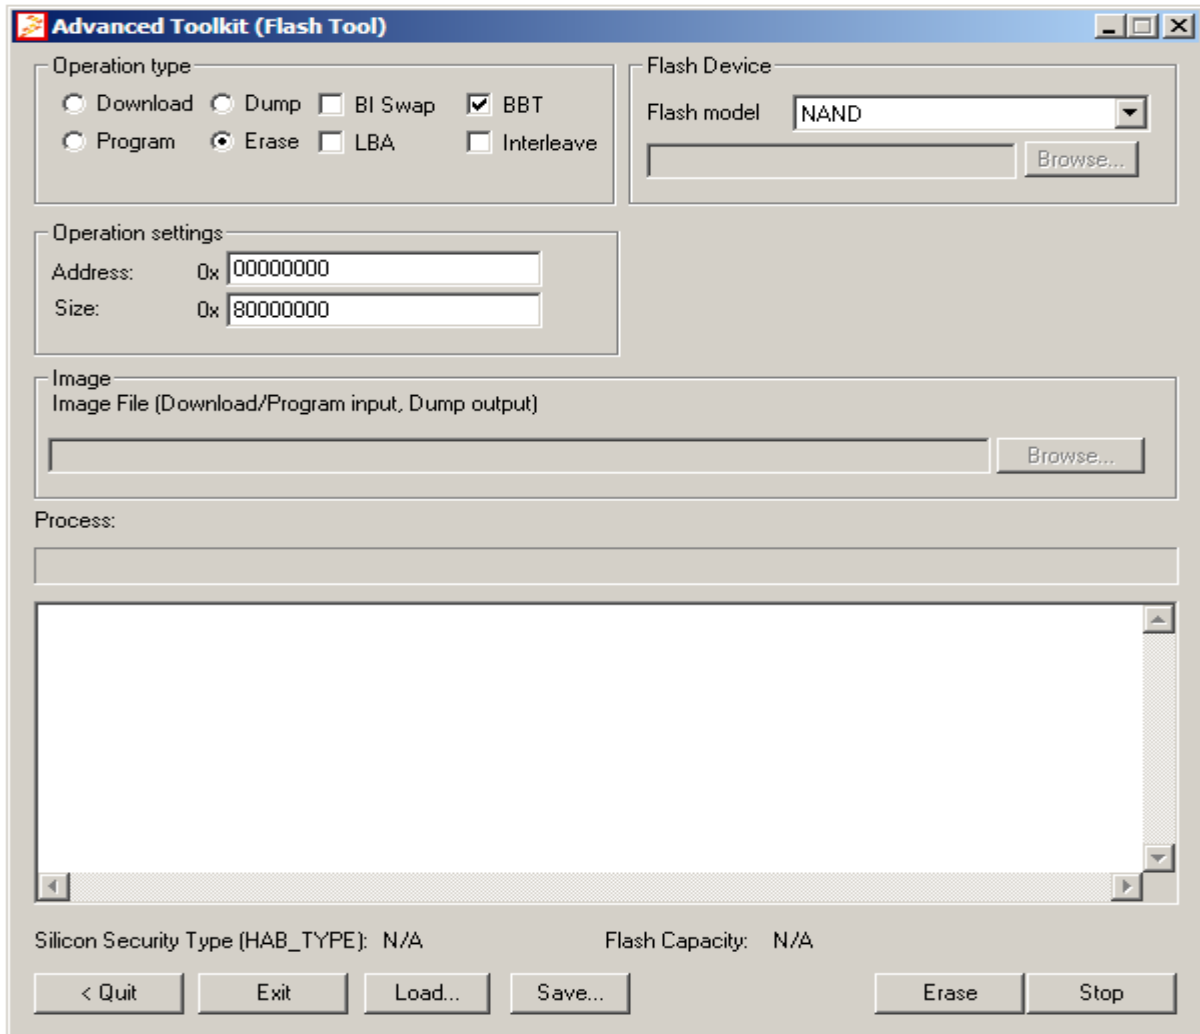 Advanced Toolkit (Flash Tool)
Operation type
Download Dump BI Swap BBT
Program Erase LBA Interleave
Flash Device
Flash model NAND
Browse...
Operation settings
Address: 0x 00000000
Size: 0x 80000000
Image
Image File (Download/Program input, Dump output)
Browse...
Process:
Silicon Security Type (HAB_TYPE): N/A Flash Capacity: N/A
< Quit Exit Load... Save... Erase Stop